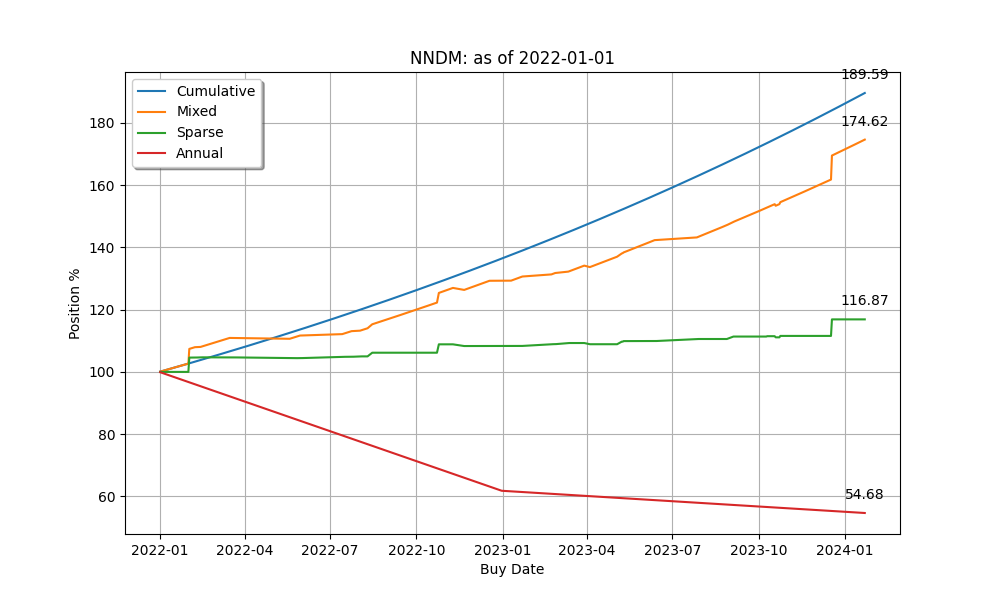 NNDM: as of 2022-01-01
Cumulative
Mixed
Sparse
Annual
189.59
174.62
116.87
54.68
Position %
180
160
140
120
100
80
60
2022-01 2022-04 2022-07 2022-10 2023-01 2023-04 2023-07 2023-10 2024-01
Buy Date